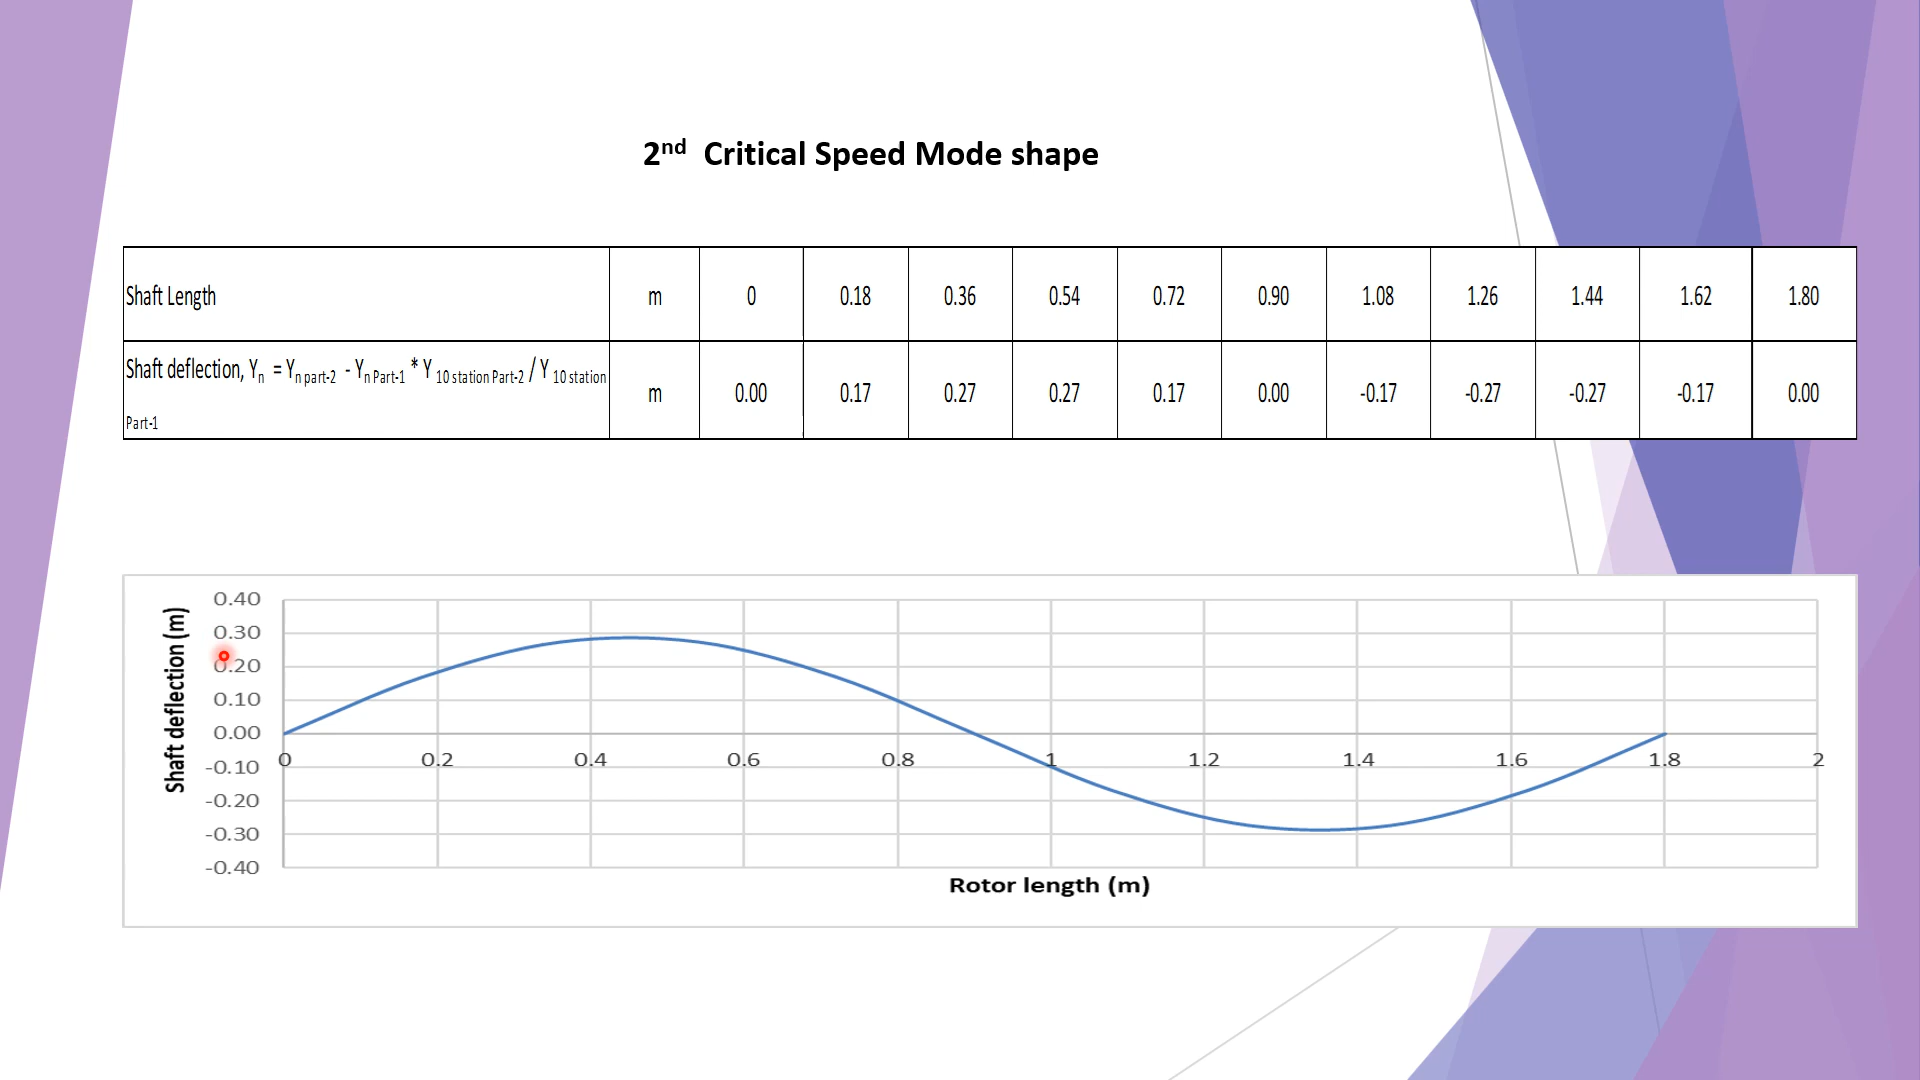 2nd Critical Speed Mode shape
Shaft Length m 0 0.18 0.36 0.54 0.72 0.90 1.08 1.26 1.44 1.62 1.80
Shaft deflection, Yn = Yn part-2 - Yn Part-1 * Y 10 station Part-2 / Y 10 station
Part-1
m 0.00 0.17 0.27 0.27 0.17 0.00 -0.17 -0.27 -0.27 -0.17 0.00
Shaft deflection (m)
0.40
0.30
0.20
0.10
0.00
-0.10
-0.20
-0.30
-0.40
0 0.2 0.4 0.6 0.8 1 1.2 1.4 1.6 1.8 2
Rotor length (m)